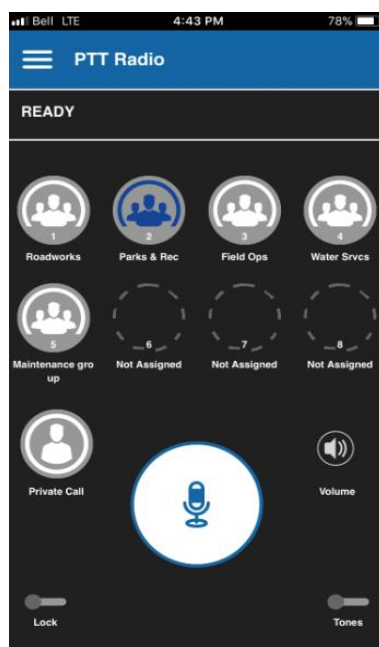 Bell LTE 4:43 PM 78%
PTT Radio
READY
1 2 3 4
Roadworks Parks & Rec Field Ops Water Srvcs
5 6 7 8
Maintenance gro Not Assigned Not Assigned Not Assigned
up
Private Call Volume
Lock Tones